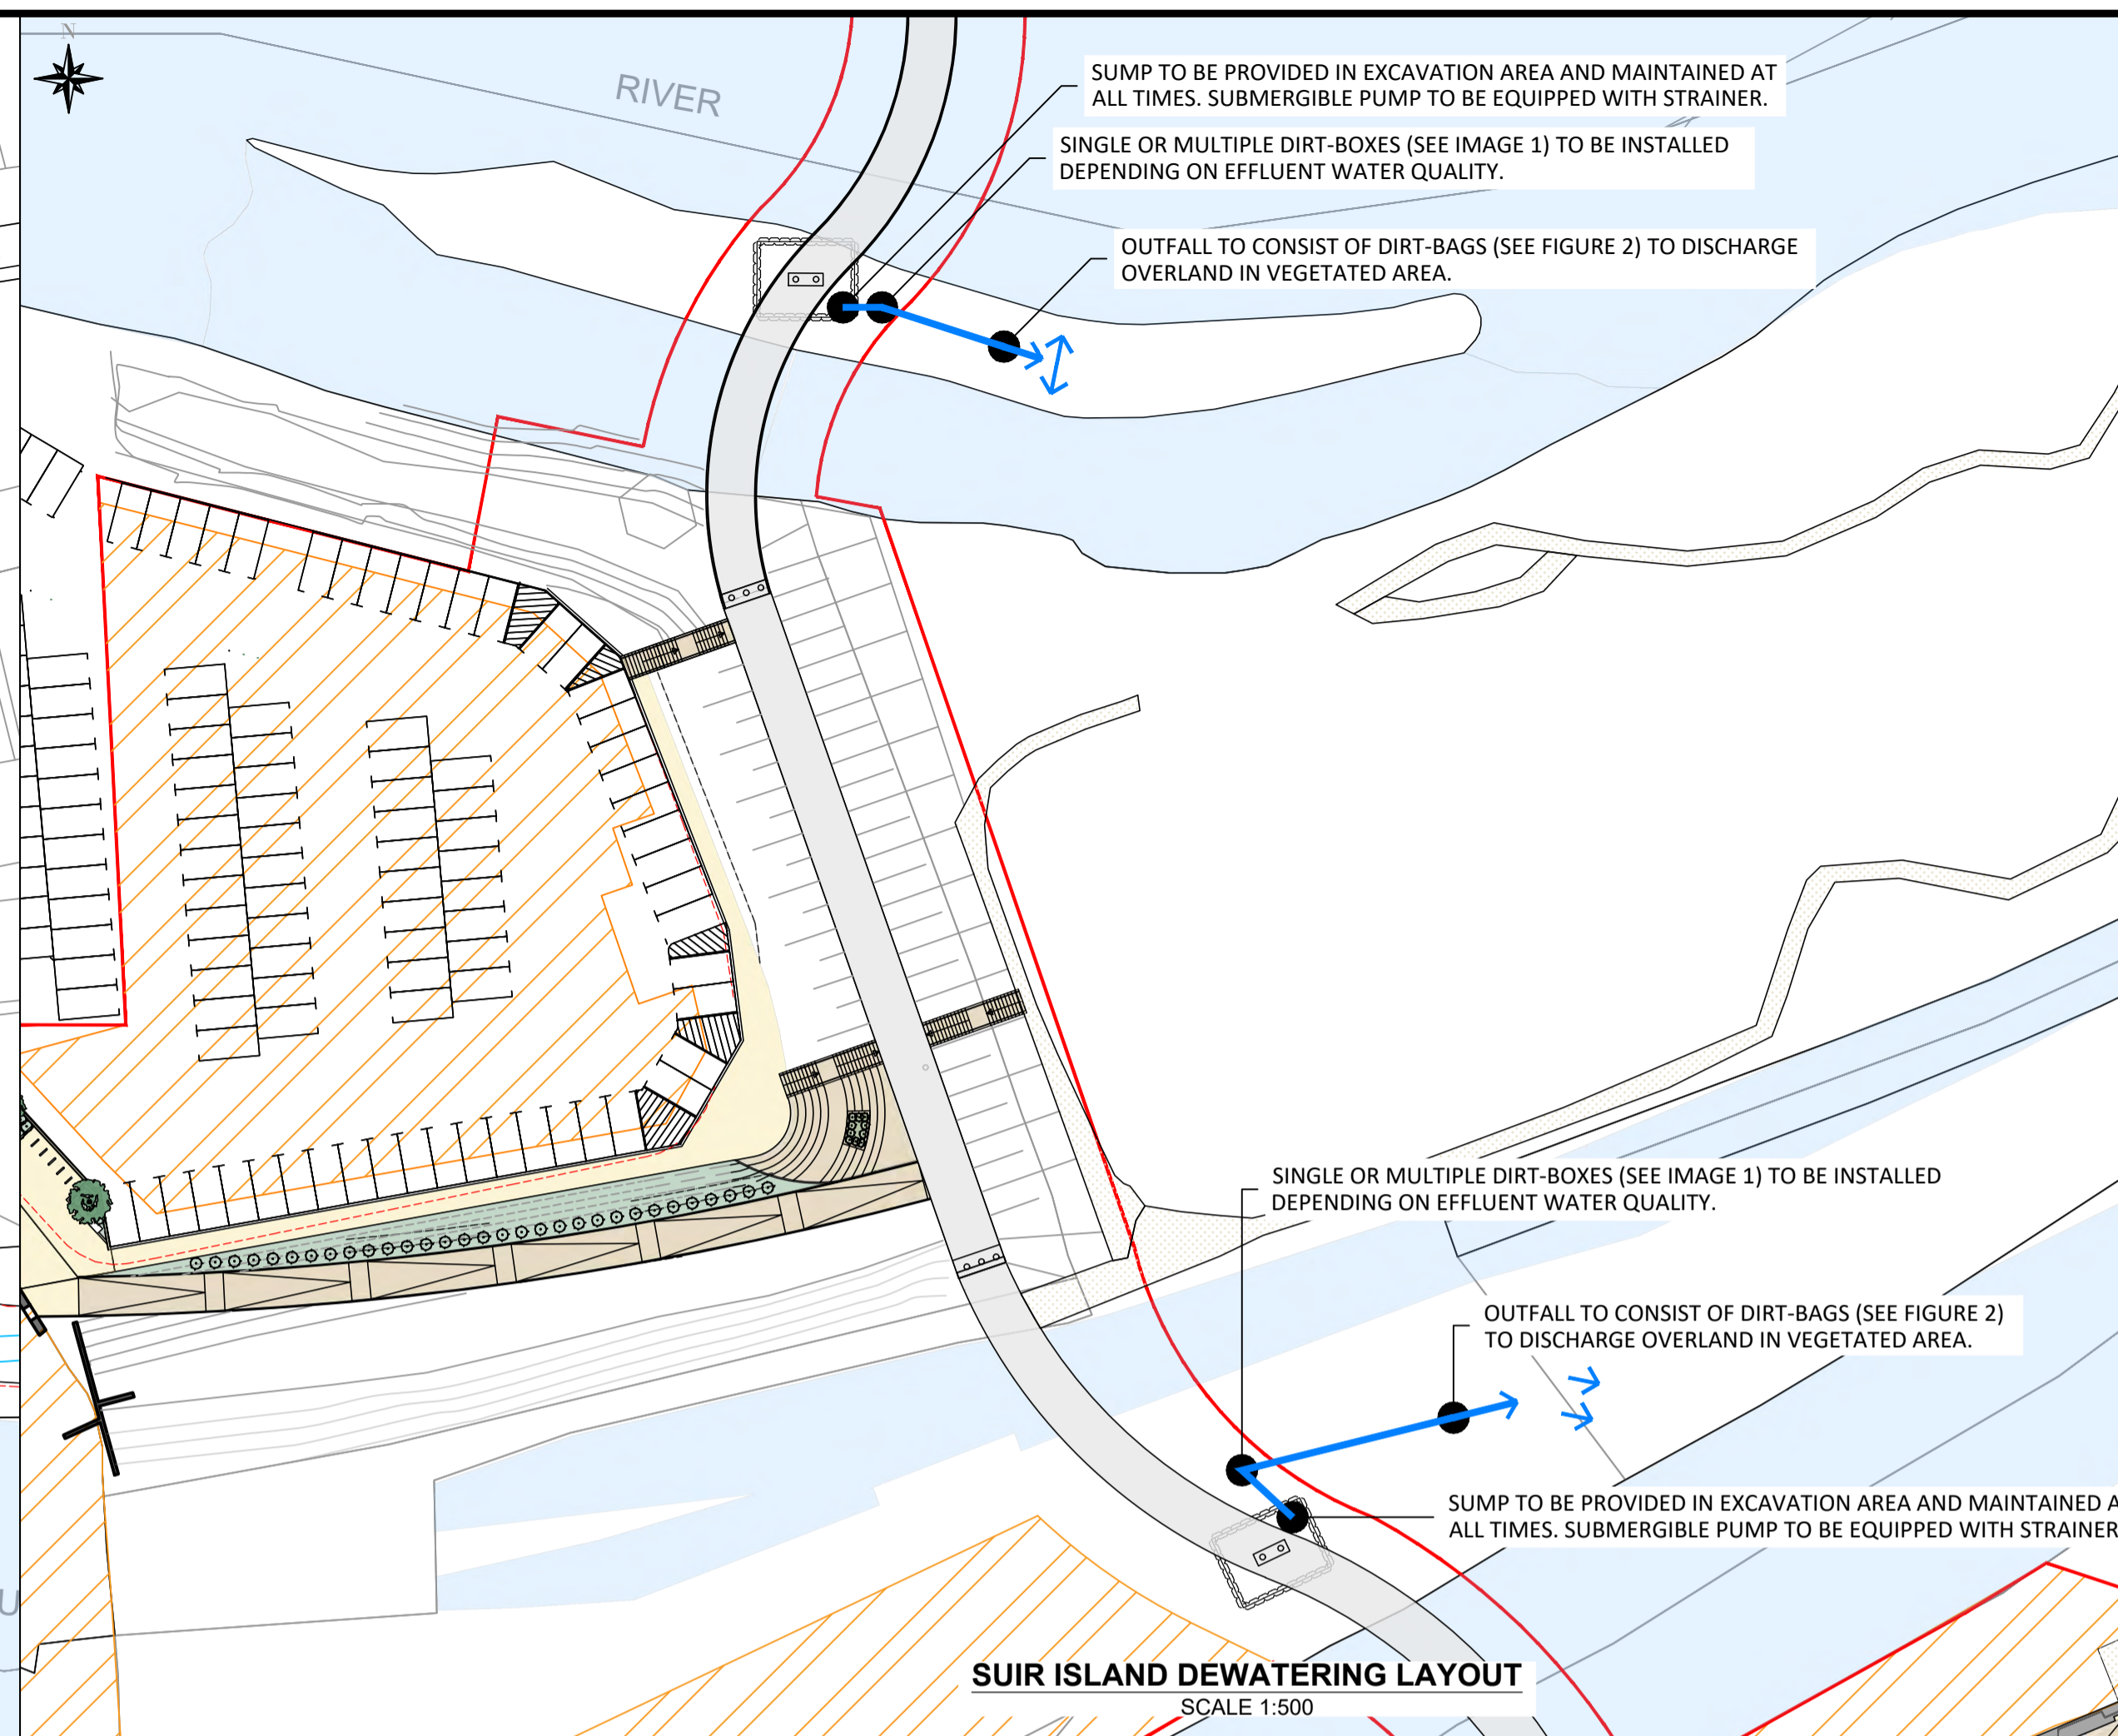 N
RIVER
SUMP TO BE PROVIDED IN EXCAVATION AREA AND MAINTAINED AT
ALL TIMES. SUBMERGIBLE PUMP TO BE EQUIPPED WITH STRAINER.
SINGLE OR MULTIPLE DIRT-BOXES (SEE IMAGE 1) TO BE INSTALLED
DEPENDING ON EFFLUENT WATER QUALITY.
OUTFALL TO CONSIST OF DIRT-BAGS (SEE FIGURE 2) TO DISCHARGE
OVERLAND IN VEGETATED AREA.
SINGLE OR MULTIPLE DIRT-BOXES (SEE IMAGE 1) TO BE INSTALLED
DEPENDING ON EFFLUENT WATER QUALITY.
OUTFALL TO CONSIST OF DIRT-BAGS (SEE FIGURE 2)
TO DISCHARGE OVERLAND IN VEGETATED AREA.
SUMP TO BE PROVIDED IN EXCAVATION AREA AND MAINTAINED
ALL TIMES. SUBMERGIBLE PUMP TO BE EQUIPPED WITH STRAINER
SUIR ISLAND DEWATERING LAYOUT
SCALE 1:500